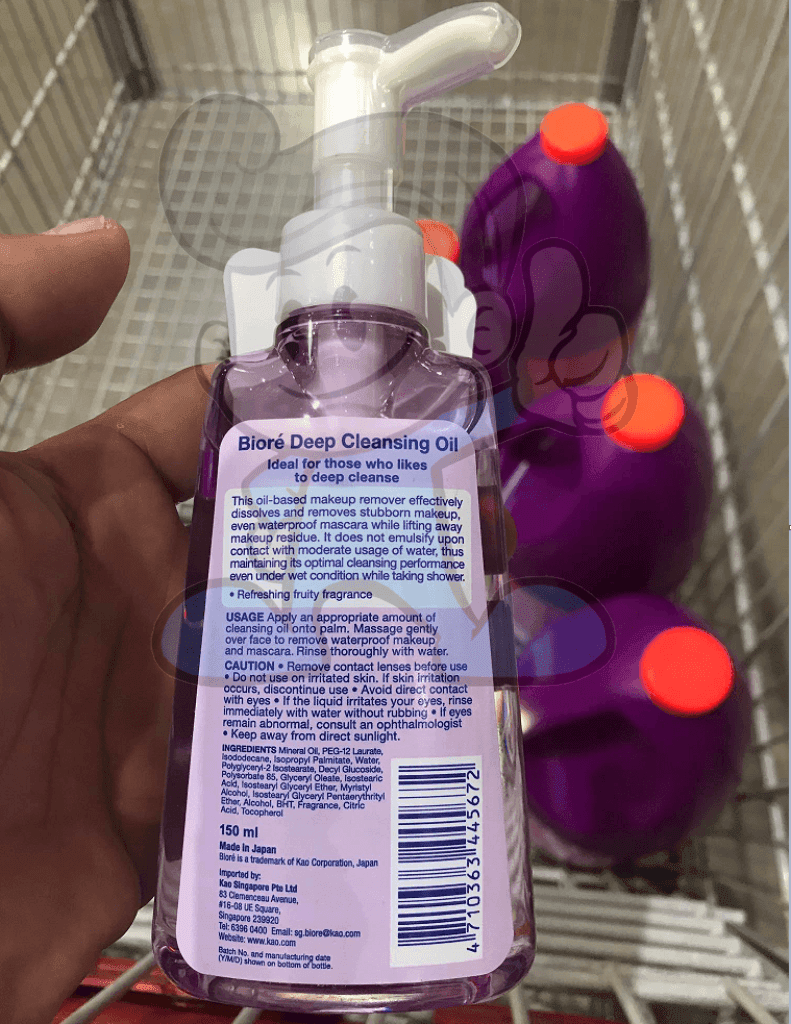 Bioré Deep Cleansing Oil
Ideal for those who likes
to deep cleanse
This oil-based makeup remover effectively
dissolves and removes stubborn makeup,
even waterproof mascara while lifting away
makeup residue. It does not emulsify upon
contact with moderate usage of water, thus
maintaining its optimal cleansing performance
even under wet condition while taking shower.
• Refreshing fruity fragrance
USAGE Apply an appropriate amount of
cleansing oil onto palm. Massage gently
over face to remove waterproof makeup
and mascara. Rinse thoroughly with water.
CAUTION • Remove contact lenses before use
• Do not use on irritated skin. If skin irritation
occurs, discontinue use • Avoid direct contact
with eyes • If the liquid irritates your eyes, rinse
immediately with water without rubbing • If eyes
remain abnormal, consult an ophthalmologist
• Keep away from direct sunlight.
INGREDIENTS Mineral Oil, PEG-12 Laurate,
Isododecane, Isopropyl Palmitate, Water,
Polyglyceryl-2 Isostearate, Decyl Glucoside,
Polysorbate 85, Glyceryl Oleate, Isostearic
Acid, Isostearyl Glyceryl Ether, Myristyl
Alcohol, Isostearyl Glyceryl Pentaerythrityl
Ether, Alcohol, BHT, Fragrance, Citric
Acid, Tocopherol
150 ml
Made in Japan
Bioré is a trademark of Kao Corporation, Japan
Imported by:
Kao Singapore Pte Ltd
83 Clemenceau Avenue,
#16-08 UE Square,
Singapore 239920
Tel: 6396 0400 Email: sg.biore@kao.com
Website: www.kao.com
Batch No. and manufacturing date
(Y/M/D) shown on bottom of bottle.
4710363445672